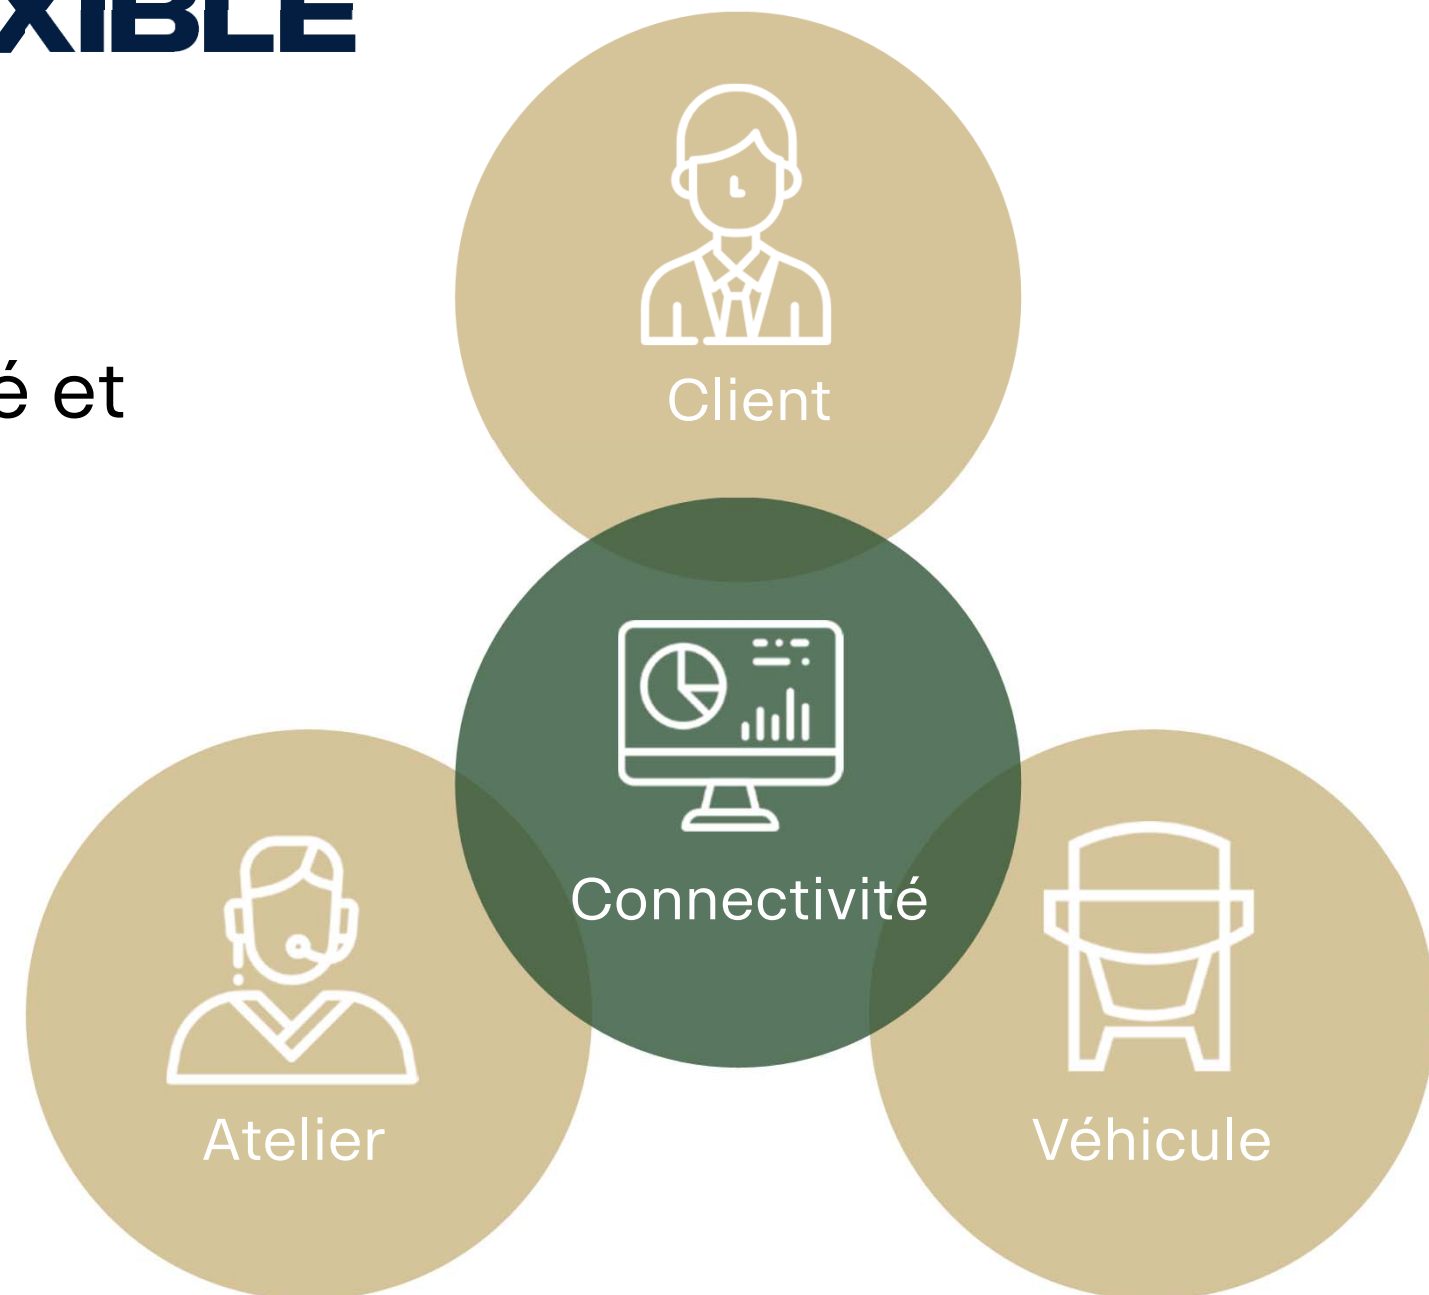 XIBLE
é et
Client
Connectivité
Atelier
Véhicule